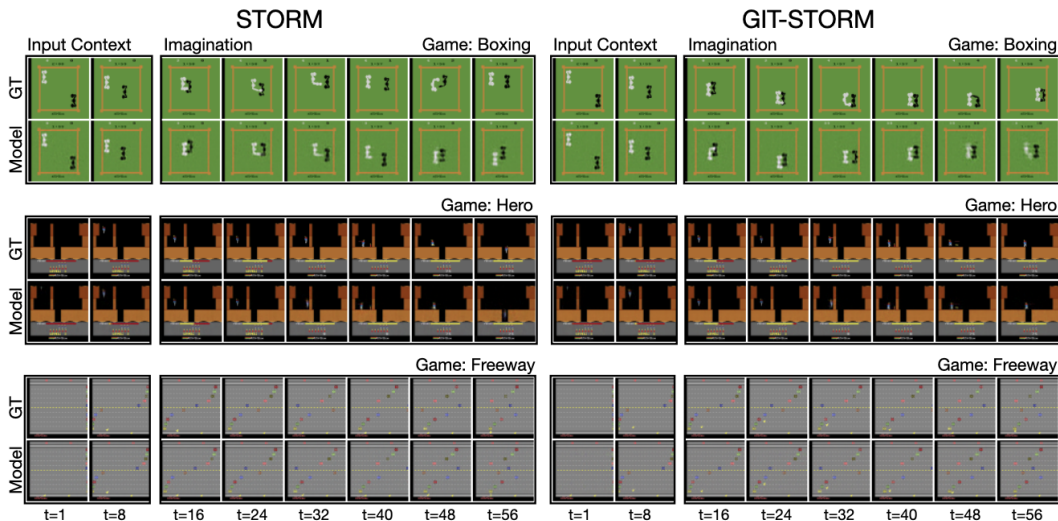 STORM GIT-STORM
Input Context Imagination Game: Boxing Input Context Imagination Game: Boxing
GT
Model
Game: Hero Game: Hero
GT
Model
Game: Freeway Game: Freeway
GT
Model
t=1 t=8 t=16 t=24 t=32 t=40 t=48 t=56 t=1 t=8 t=16 t=24 t=32 t=40 t=48 t=56